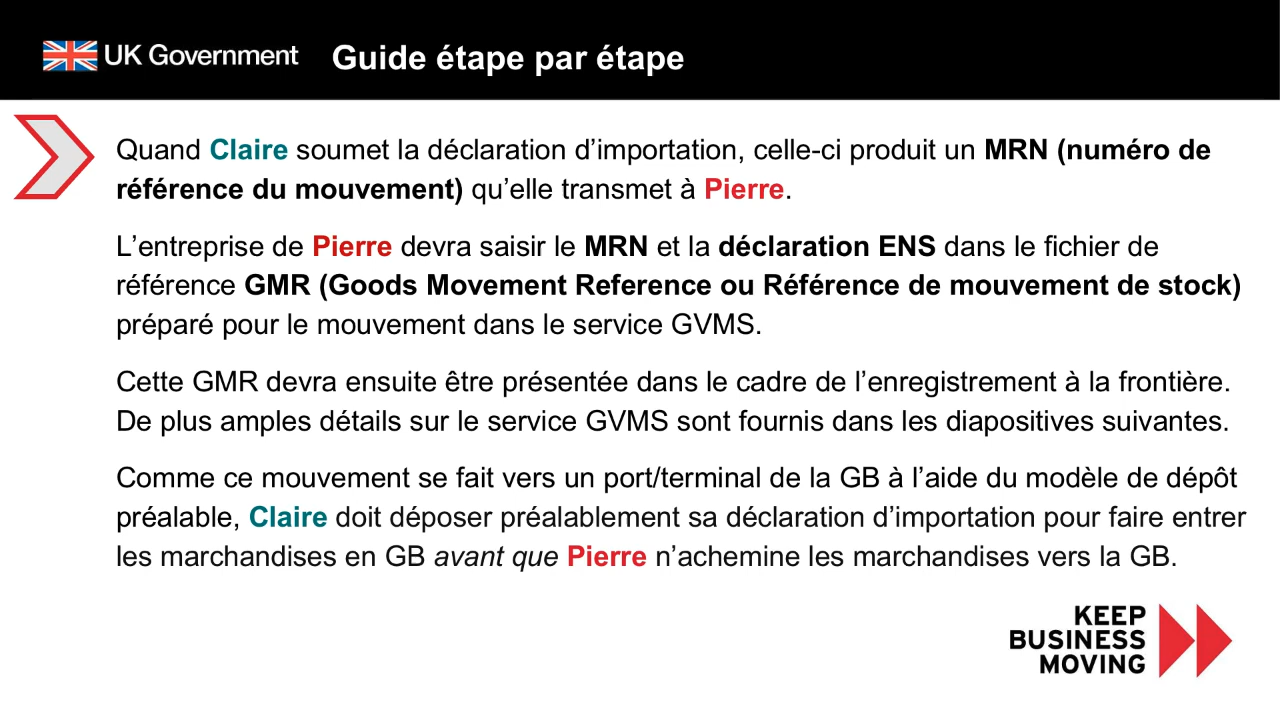 UK Government
Guide étape par étape
Quand Claire soumet la déclaration d’importation, celle-ci produit un MRN (numéro de
référence du mouvement) qu’elle transmet à Pierre.
L’entreprise de Pierre devra saisir le MRN et la déclaration ENS dans le fichier de
référence GMR (Goods Movement Reference ou Référence de mouvement de stock)
préparé pour le mouvement dans le service GVMS.
Cette GMR devra ensuite être présentée dans le cadre de l’enregistrement à la frontière.
De plus amples détails sur le service GVMS sont fournis dans les diapositives suivantes.
Comme ce mouvement se fait vers un port/terminal de la GB à l’aide du modèle de dépôt
préalable, Claire doit déposer préalablement sa déclaration d’importation pour faire entrer
les marchandises en GB avant que Pierre n’achemine les marchandises vers la GB.
KEEP
BUSINESS
MOVING